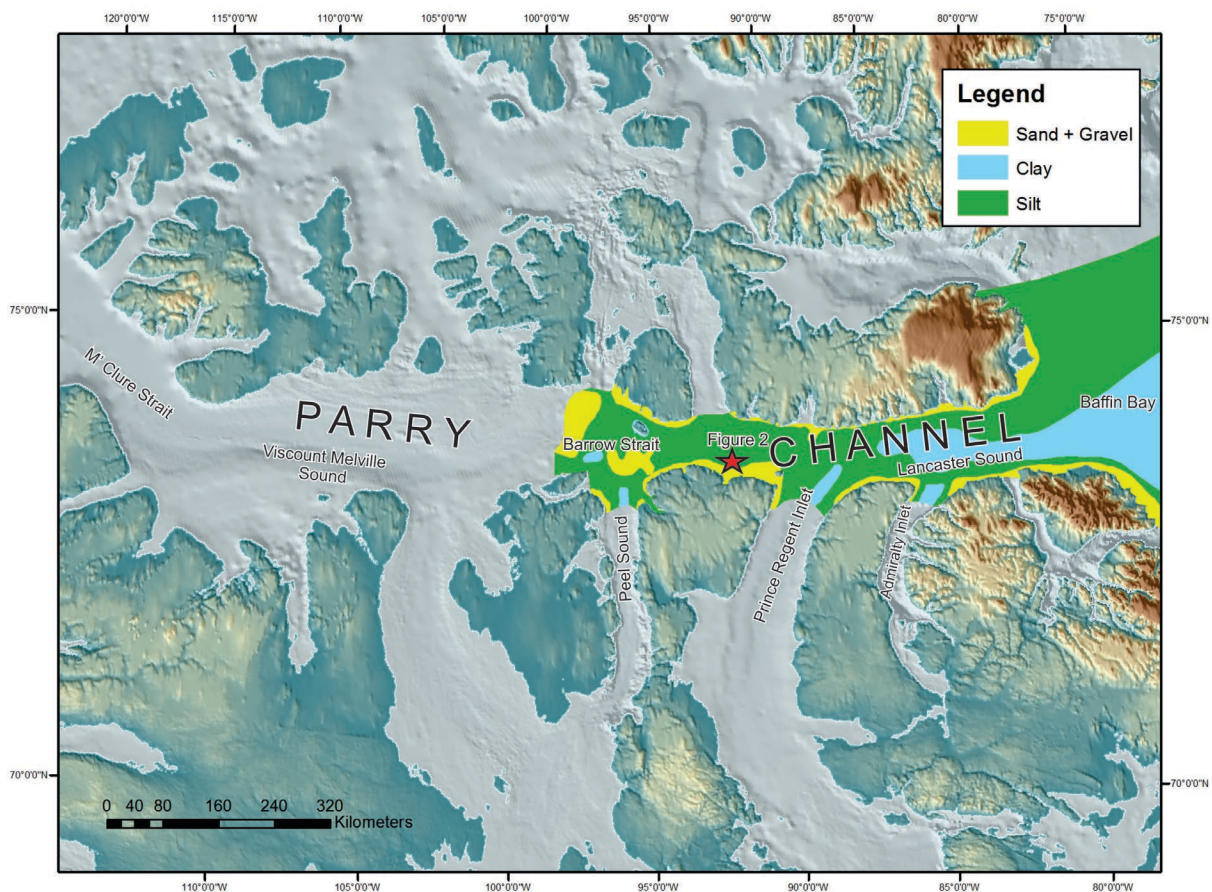 120°0'0"W 115°0'0"W 110°0'0"W 105°0'0"W 100°0'0"W 95°0'0"W 90°0'0"W 85°0'0"W 80°0'0"W 75°0'0"W
Legend
Sand + Gravel
Clay
Silt
75°0'0"N
75°0'0"N
M' Clure Strait
PARRY
CHANNEL
Viscount Melville
Sound
Barrow Strait
Figure 2
Lancaster Sound
Baffin Bay
Peel Sound
Prince Regent Inlet
Admiralty Inlet
70°0'0"N
70°0'0"N
0 40 80 160 240 320
Kilometers
110°0'0"W 105°0'0"W 100°0'0"W 95°0'0"W 90°0'0"W 85°0'0"W 80°0'0"W